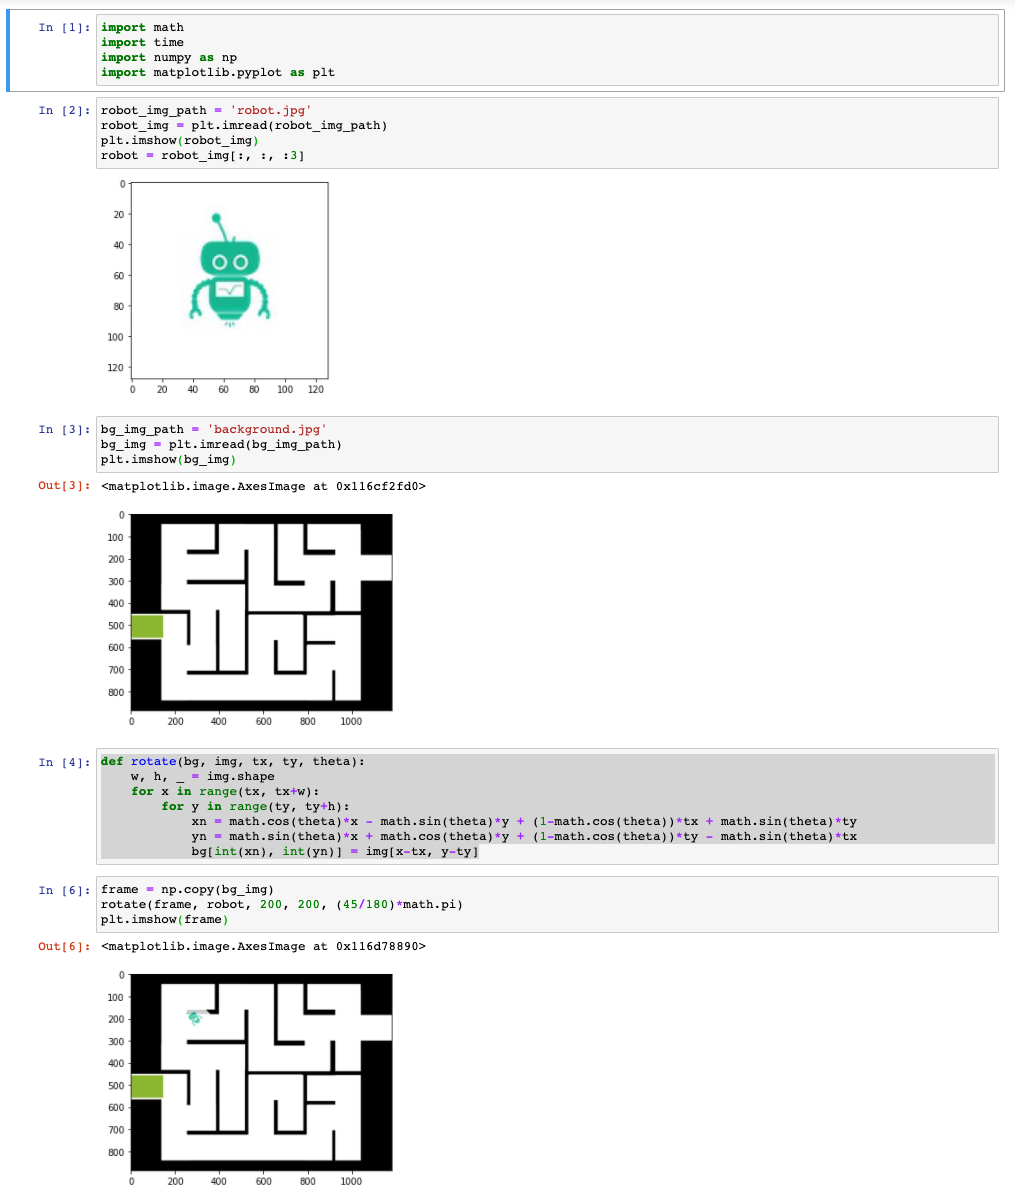 In [1]: import math
import time
import numpy as np
import matplotlib.pyplot as plt
In [2]: robot_img_path = 'robot.jpg'
robot_img = plt.imread(robot_img_path)
plt.imshow(robot_img)
robot = robot_img[:, :, :3]
0
20
40
60
80
100
120
0 20 40 60 80 100 120
In [3]: bg_img_path = 'background.jpg'
bg_img = plt.imread(bg_img_path)
plt.imshow(bg_img)
Out[3]: <matplotlib.image.AxesImage at 0x116cf2fd0>
0
100
200
300
400
500
600
700
800
0 200 400 600 800 1000
In [4]: def rotate(bg, img, tx, ty, theta):
w, h, _ = img.shape
for x in range(tx, tx+w):
for y in range(ty, ty+h):
xn = math.cos(theta)*x - math.sin(theta)*y + (1-math.cos(theta))*tx + math.sin(theta)*ty
yn = math.sin(theta)*x + math.cos(theta)*y + (1-math.cos(theta))*ty - math.sin(theta)*tx
bg[int(xn), int(yn)] = img[x-tx, y-ty]
In [6]: frame = np.copy(bg_img)
rotate(frame, robot, 200, 200, (45/180)*math.pi)
plt.imshow(frame)
Out[6]: <matplotlib.image.AxesImage at 0x116d78890>
0
100
200
300
400
500
600
700
800
0 200 400 600 800 1000